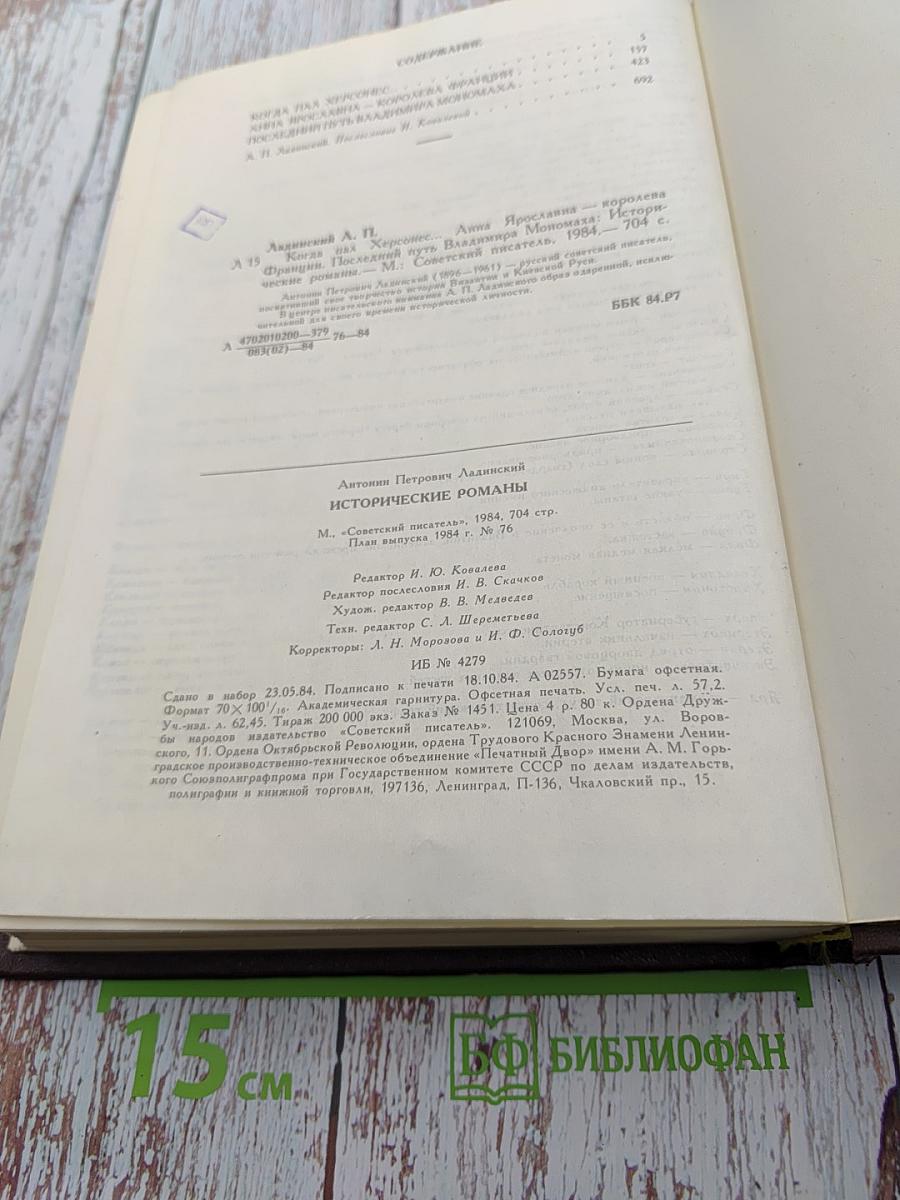 СОДЕРЖАНИЕ
КОГДА ПАЛ ХЕРСОНЕС... 5
АННА ЯРОСЛАВНА — КОРОЛЕВА ФРАНЦИИ 157
ПОСЛЕДНИЙ ПУТЬ ВЛАДИМИРА МОНОМАХА 423
А. П. Ладинский. Послесловие Н. 692
Ладинский А. П.
Л 15 Когда пал Херсонес... Анна Ярославна — королева
Франции. Последний путь Владимира Мономаха: Истори-
ческие романы.— М.: Советский писатель, 1984.— 704 с.
Антонин Петрович Ладинский (1896—1961) — русский советский писатель,
посвятивший свое творчество истории Византии и Киевской Руси.
В центре писательского внимания А. П. Ладинского образ одаренной, исклю-
чительной для своего времени исторической личности.
Л 4702010200—379 76—84
083(02)—84
ББК 84.Р7
Антонин Петрович Ладинский
ИСТОРИЧЕСКИЕ РОМАНЫ
М., «Советский писатель», 1984, 704 стр.
План выпуска 1984 г. № 76
Редактор И. Ю. Ковалева
Редактор послесловия И. В. Скачков
Худож. редактор В. В. Медведев
Техн. редактор С. Л. Шереметьева
Корректоры: Л. Н. Морозова и И. Ф. Сологуб
ИБ № 4279
Сдано в набор 23.05.84. Подписано к печати 18.10.84. А 02557. Бумага офсетная.
Формат 70×100¹/₁₆. Академическая гарнитура. Офсетная печать. Усл. печ. л. 57,2.
Уч.-изд. л. 62,45. Тираж 200 000 экз. Заказ № 1451. Цена 4 р. 80 к. Ордена Друж-
бы народов издательство «Советский писатель». 121069, Москва, ул. Воров-
ского, 11. Ордена Октябрьской Революции, ордена Трудового Красного Знамени Ленин-
градское производственно-техническое объединение «Печатный Двор» имени А. М. Горь-
кого Союзполиграфпрома при Государственном комитете СССР по делам издательств,
полиграфии и книжной торговли, 197136, Ленинград, П-136, Чкаловский пр., 15.
15 см
БФ БИБЛИОФАН